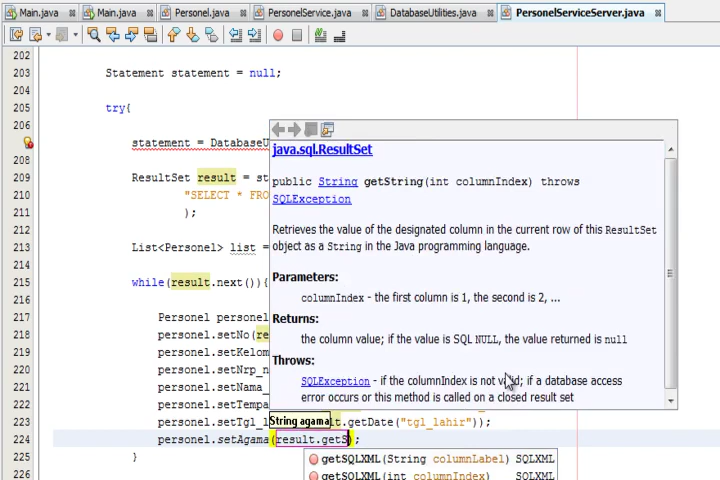 Main.java Main.java Personel.java PersonelService.java DatabaseUtilities.java PersonelServiceServer.java
202
203 Statement statement = null;
204
205 try{
206
statement = DatabaseU
208
209 ResultSet result = st
210 "SELECT * FRO
211 );
212
213 List<Personel> list =
214
215 while(result.next()){
216
217 Personel personel
218 personel.setNo(re
219 personel.setKelom
220 personel.setNrp_n
221 personel.setNama_
222 personel.setTempa
223 personel.setTgl_l lt.getDate("tgl_lahir"));
224 personel.setAgama(result.getS);
225 }
226
java.sql.ResultSet
public String getString(int columnIndex) throws
SQLException
Retrieves the value of the designated column in the current row of this ResultSet
object as a String in the Java programming language.
Parameters:
columnIndex - the first column is 1, the second is 2, ...
Returns:
the column value; if the value is SQL NULL, the value returned is null
Throws:
SQLException - if the columnIndex is not valid; if a database access
error occurs or this method is called on a closed result set
String agama
getSQLXML(String columnLabel) SQLXML
getSQLXML(int columnIndex) SQLXML